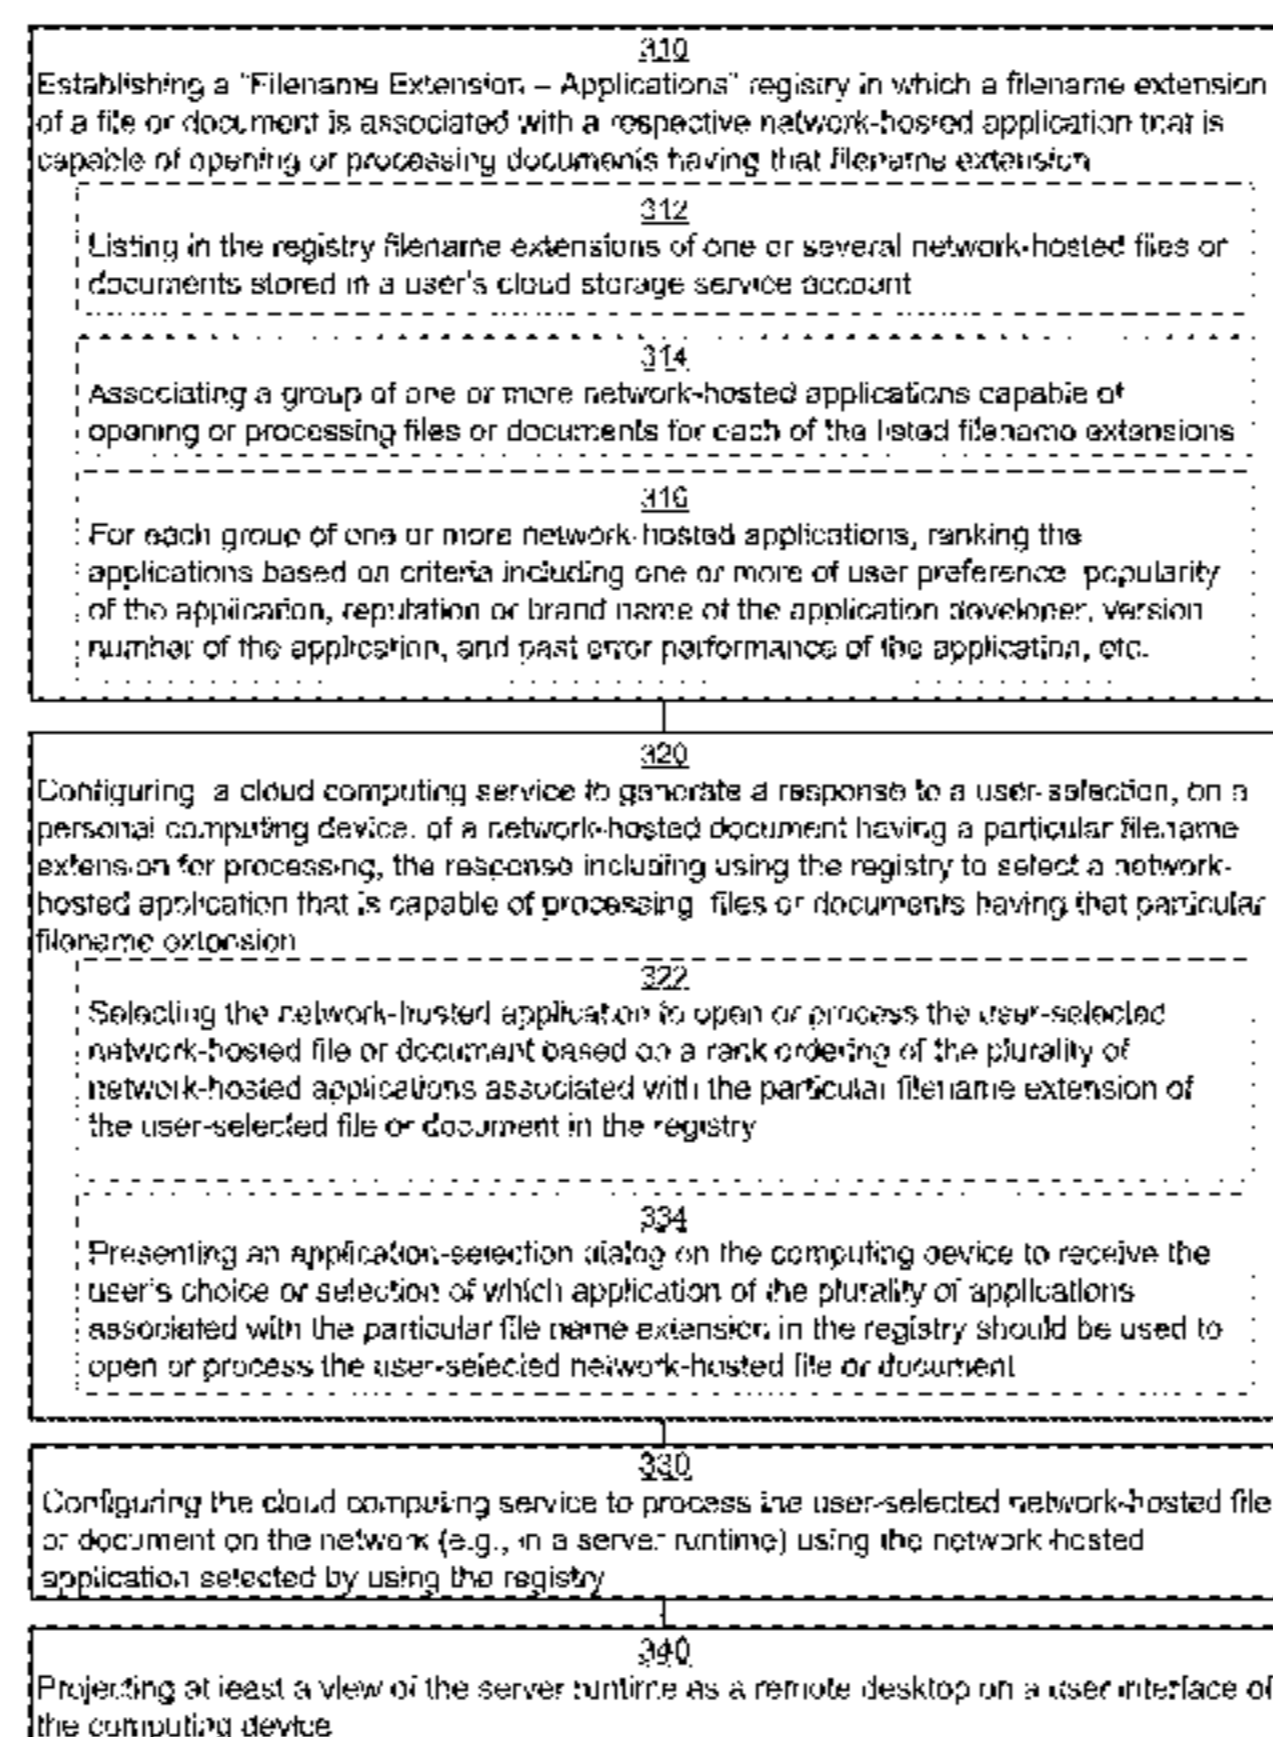 310
Establishing a "Filename Extension – Applications" registry in which a filename extension
of a file or document is associated with a respective network-hosted application that is
capable of opening or processing documents having that filename extension
312
Listing in the registry filename extensions of one or several network-hosted files or
documents stored in a user's cloud storage service account
314
Associating a group of one or more network-hosted applications capable of
opening or processing files or documents for each of the listed filename extensions
316
For each group of one or more network-hosted applications, ranking the
applications based on criteria including one or more of user preference popularity
of the application, reputation or brand name of the application developer, version
number of the application, and past error performance of the application, etc.
320
Configuring a cloud computing service to generate a response to a user-selection, on a
personal computing device, of a network-hosted document having a particular filename
extension for processing, the response including using the registry to select a network-
hosted application that is capable of processing files or documents having that particular
filename extension
322
Selecting the network-hosted application to open or process the user-selected
network-hosted file or document based on a rank ordering of the plurality of
network-hosted applications associated with the particular filename extension of
the user-selected file or document in the registry
334
Presenting an application-selection dialog on the computing device to receive the
user's choice or selection of which application of the plurality of applications
associated with the particular file name extension in the registry should be used to
open or process the user-selected network-hosted file or document
330
Configuring the cloud computing service to process the user-selected network-hosted file
or document on the network (e.g., in a server runtime) using the network-hosted
application selected by using the registry
340
Projecting at least a view of the server runtime as a remote desktop on a user interface of
the computing device